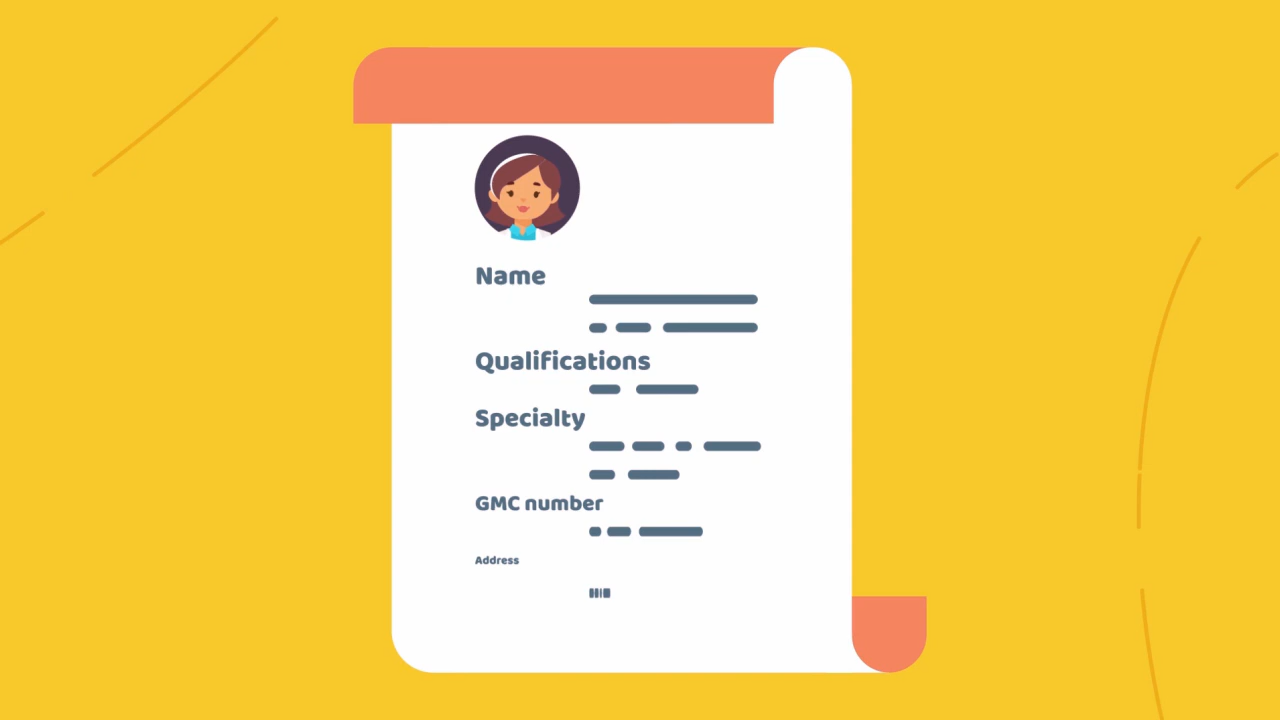 Name
Qualifications
Specialty
GMC number
Address